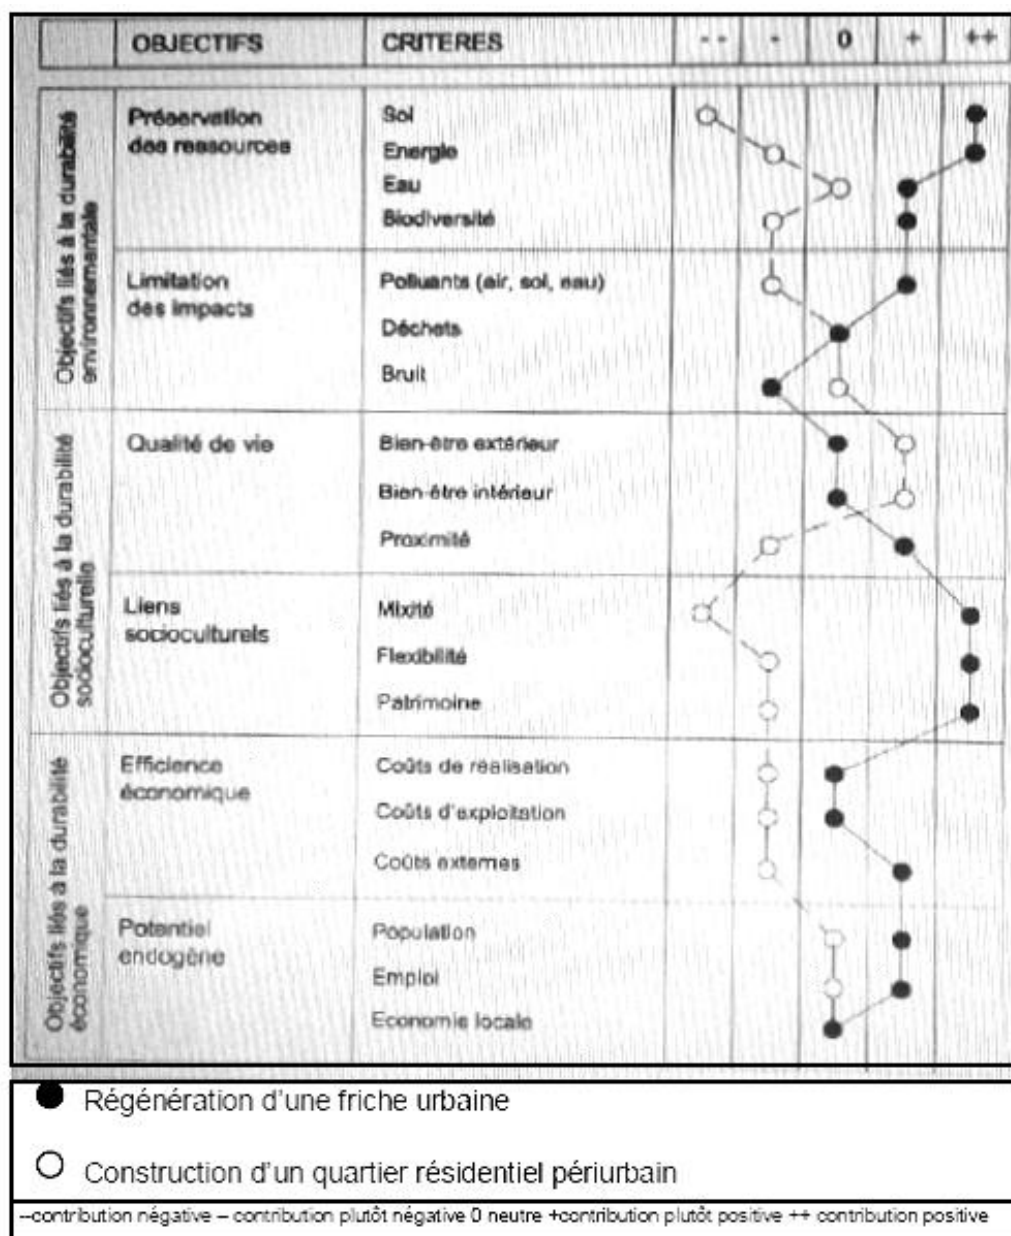 OBJECTIFS CRITERES -- - 0 + ++
Objectifs liés à la durabilité
environnementale
Préservation
des ressources
Sol
Energie
Eau
Biodiversité
Limitation
des impacts
Polluants (air, sol, eau)
Déchets
Bruit
Objectifs liés à la durabilité
socioculturelle
Qualité de vie
Bien-être extérieur
Bien-être intérieur
Proximité
Liens
socioculturels
Mixité
Flexibilité
Patrimoine
Objectifs liés à la durabilité
économique
Efficience
économique
Coûts de réalisation
Coûts d'exploitation
Coûts externes
Potentiel
endogène
Population
Emploi
Economie locale
Régénération d'une friche urbaine
Construction d'un quartier résidentiel périurbain
--contribution négative – contribution plutôt négative 0 neutre +contribution plutôt positive ++ contribution positive